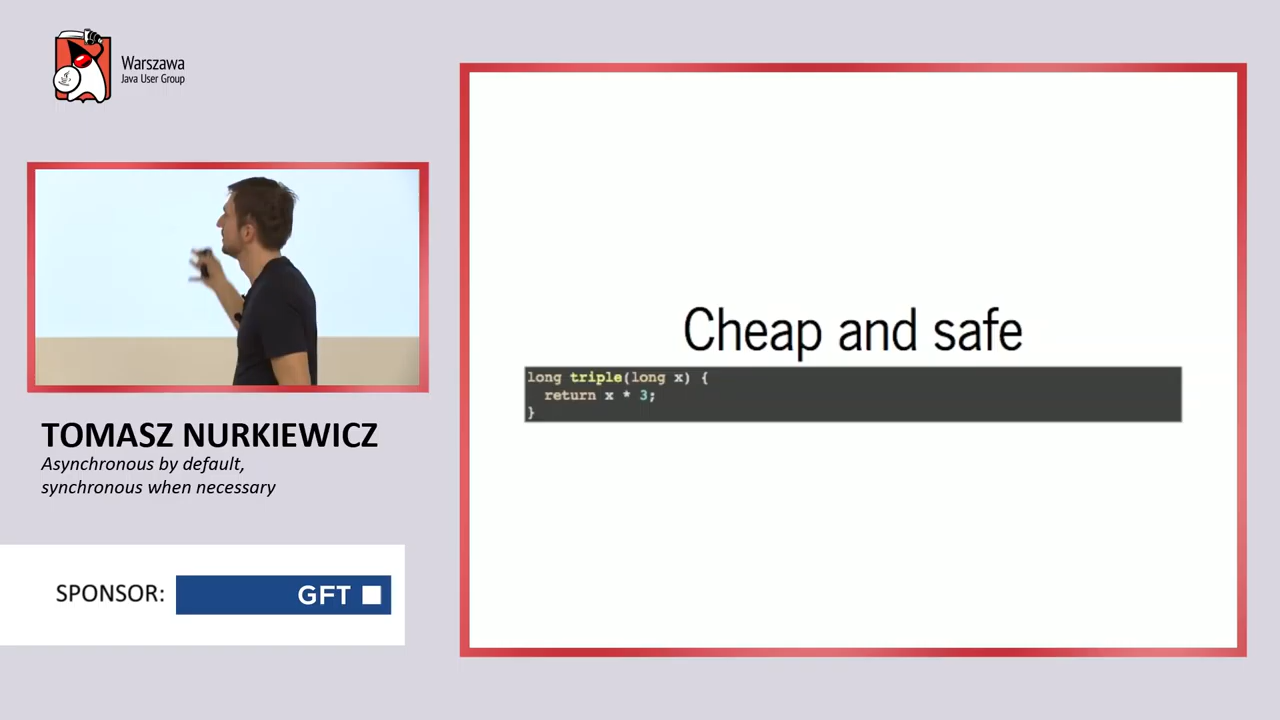 Warszawa
Java User Group
Cheap and safe
long triple(long x) {
  return x * 3;
}
TOMASZ NURKIEWICZ
Asynchronous by default,
synchronous when necessary
SPONSOR:
GFT